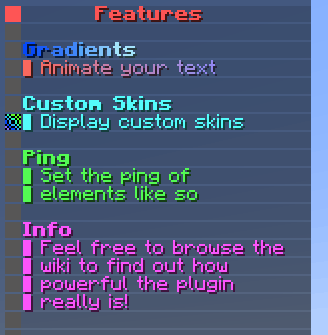 Features
Gradients
Animate your text
Custom Skins
Display custom skins
Ping
Set the ping of
elements like so
Info
Feel free to browse the
wiki to find out how
powerful the plugin
really is!